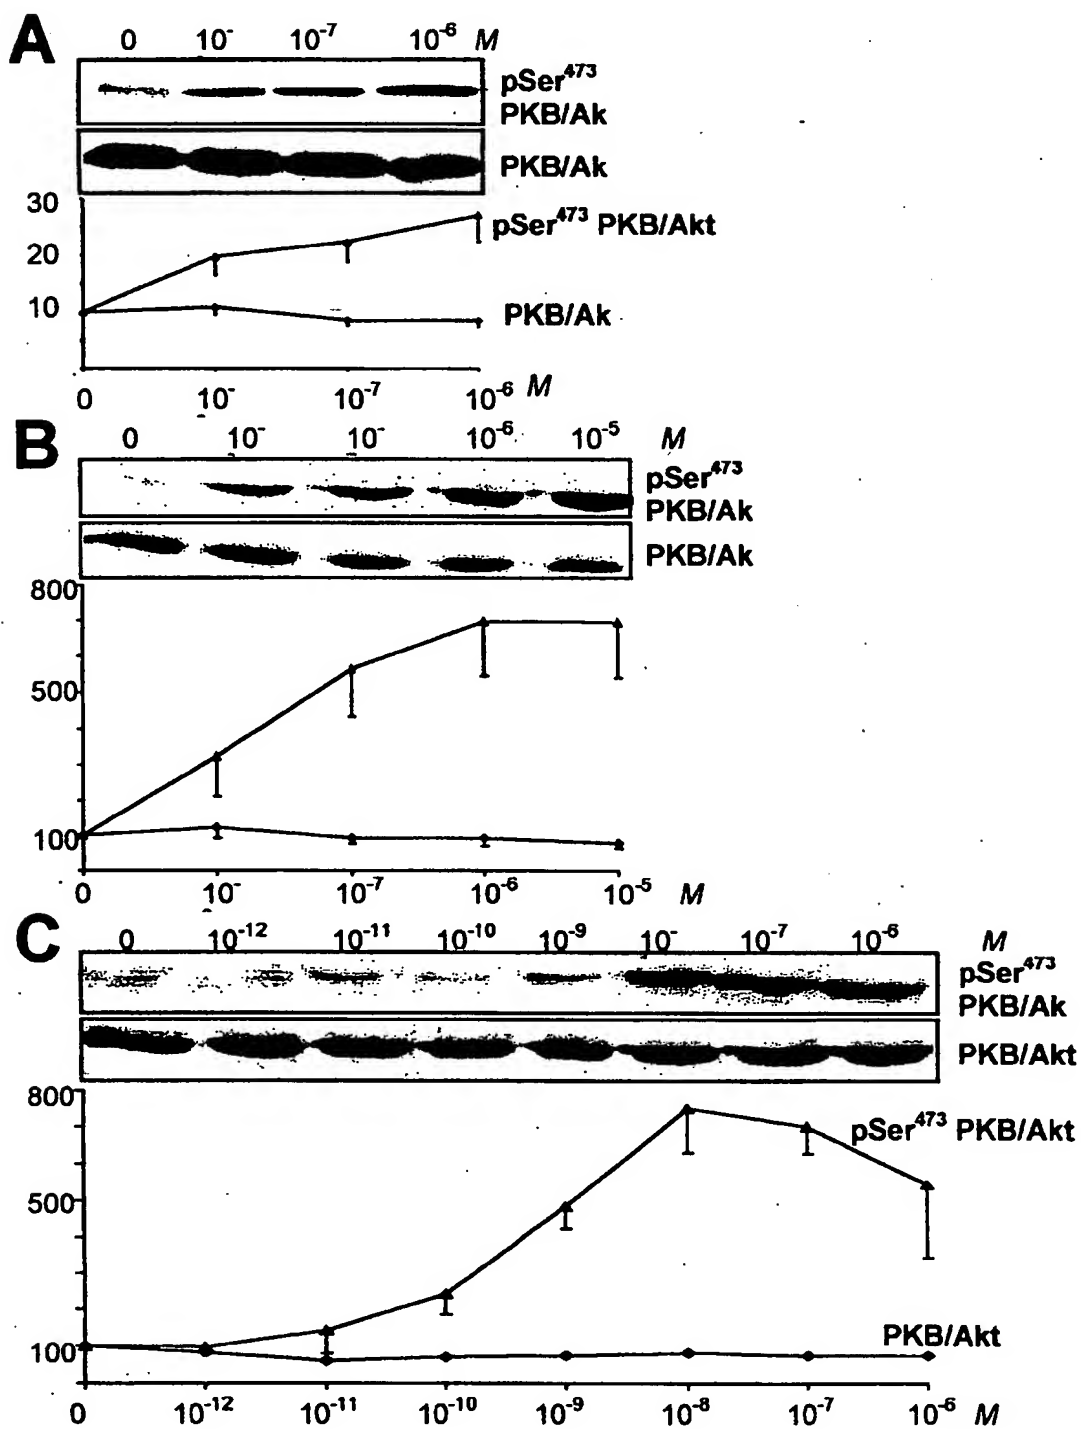 A
0 10⁻ 10⁻⁷ 10⁻⁶ M
pSer⁴⁷³
PKB/Ak
PKB/Ak
30
20
10
pSer⁴⁷³ PKB/Akt
PKB/Ak
0 10⁻ 10⁻⁷ 10⁻⁶ M
B
0 10⁻ 10⁻ 10⁻⁶ 10⁻⁵ M
pSer⁴⁷³
PKB/Ak
PKB/Ak
800
500
100
0 10⁻ 10⁻⁷ 10⁻⁶ 10⁻⁵ M
C
0 10⁻¹² 10⁻¹¹ 10⁻¹⁰ 10⁻⁹ 10⁻ 10⁻⁷ 10⁻⁶ M
pSer⁴⁷³
PKB/Ak
PKB/Akt
800
pSer⁴⁷³ PKB/Akt
500
PKB/Akt
100
0 10⁻¹² 10⁻¹¹ 10⁻¹⁰ 10⁻⁹ 10⁻⁸ 10⁻⁷ 10⁻⁶ M